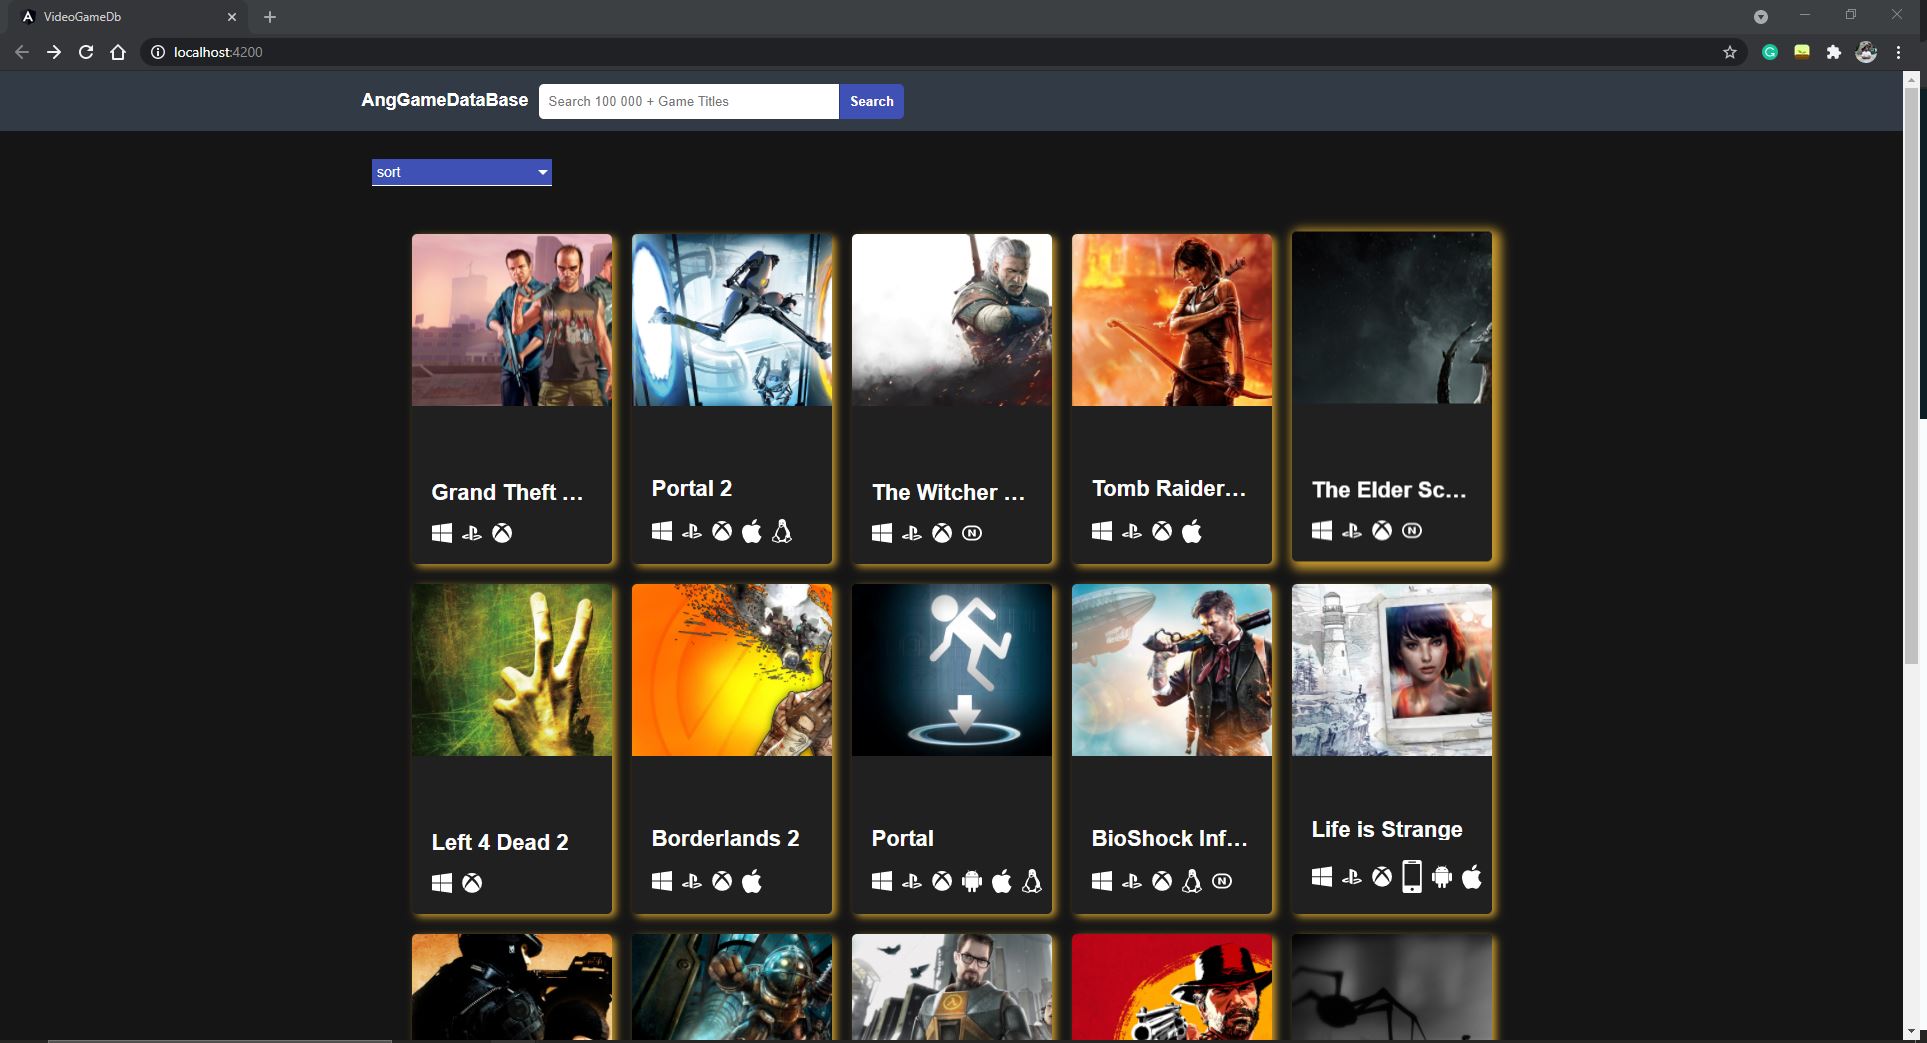 VideoGameDb
localhost:4200
AngGameDataBase
Search 100 000 + Game Titles
Search
sort
Grand Theft ...
Portal 2
The Witcher ...
Tomb Raider...
The Elder Sc...
Left 4 Dead 2
Borderlands 2
Portal
BioShock Inf...
Life is Strange